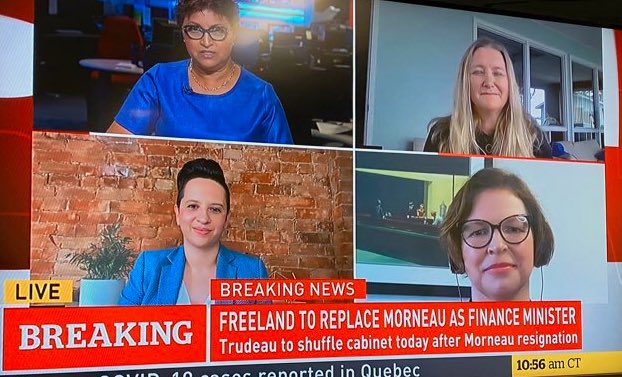 LIVE
BREAKING NEWS
BREAKING
FREELAND TO REPLACE MORNEAU AS FINANCE MINISTER
Trudeau to shuffle cabinet today after Morneau resignation
10:56 am CT
COVID-19 cases reported in Quebec